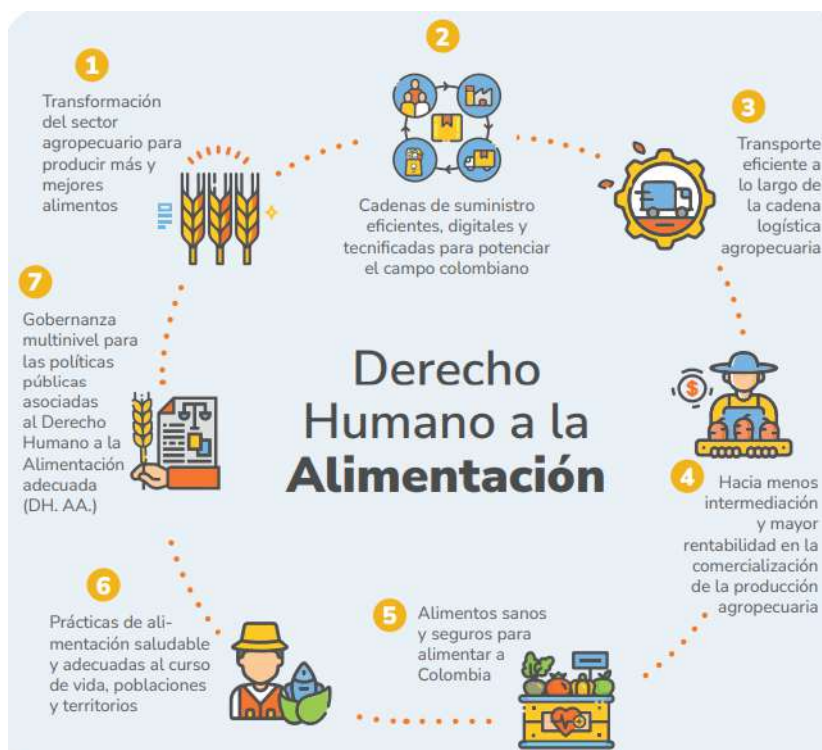 1
Transformación
del sector
agropecuario para
producir más y
mejores
alimentos
2
Cadenas de suministro
eficientes, digitales y
tecnificadas para potenciar
el campo colombiano
3
Transporte
eficiente a
lo largo de
la cadena
logística
agropecuaria
7
Gobernanza
multinivel para
las políticas
públicas
asociadas
al Derecho
Humano a la
Alimentación
adecuada
(DH. AA.)
Derecho
Humano a la
Alimentación
$
4
Hacia menos
intermediación
y mayor
rentabilidad en la
comercialización
de la producción
agropecuaria
6
Prácticas de ali-
mentación saludable
y adecuadas al curso
de vida, poblaciones
y territorios
5
Alimentos sanos
y seguros para
alimentar a
Colombia